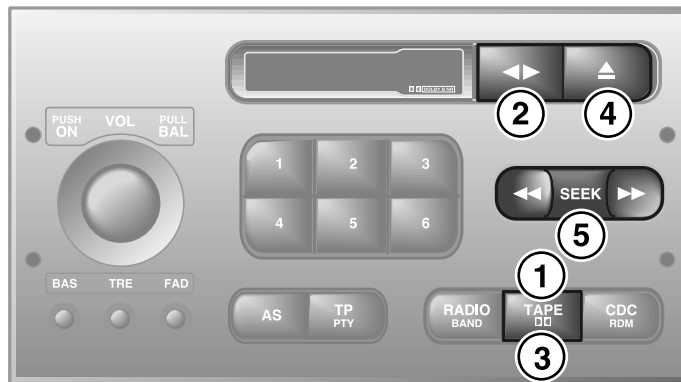 2
4
PUSH
ON
VOL
PULL
BAL
1 2 3
4 5 6
SEEK
5
1
BAS TRE FAD
AS
TP
PTY
RADIO
BAND
TAPE
CDC
RDM
3